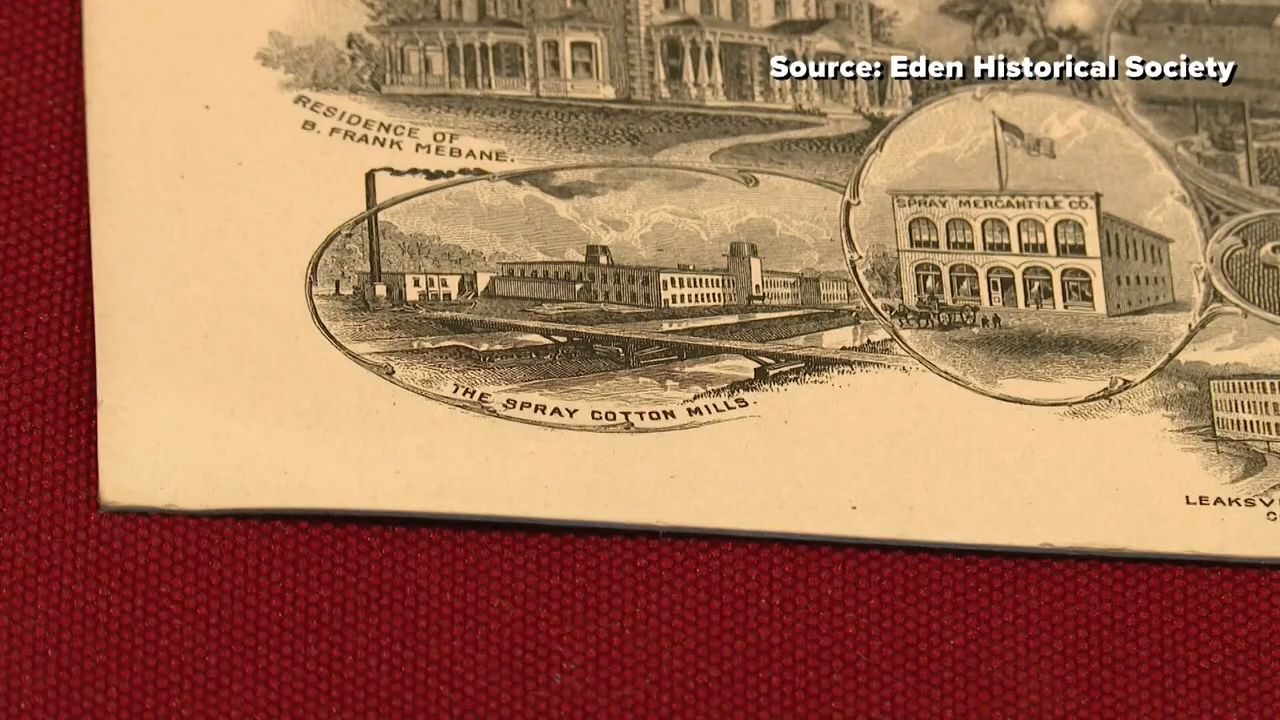 Source: Eden Historical Society
RESIDENCE OF
B. FRANK MEBANE.
SPRAY MERCANTILE CO.
THE SPRAY COTTON MILLS.